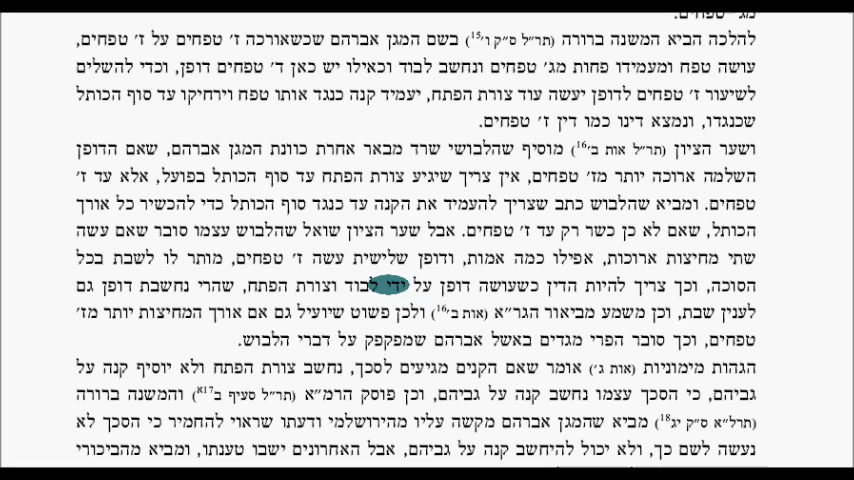 מג׳ טפחים.
להלכה הביא המשנה ברורה (תר״ל ס״ק ו׳15) בשם המגן אברהם שכשאורכה ז׳ טפחים על ז׳ טפחים,
עושה טפח ומעמידו פחות מג׳ טפחים ונחשב לבוד וכאילו יש כאן ד׳ טפחים דופן, וכדי להשלים
לשיעור ז׳ טפחים לדופן יעשה עוד צורת הפתח, יעמיד קנה כנגד אותו טפח וירחיקו עד סוף הכותל
שכנגדו, ונמצא דינו כמו דין ז׳ טפחים.
ושער הציון (תר״ל אות ב׳16) מוסיף שהלבושי שרד מבאר אחרת כוונת המגן אברהם, שאם הדופן
השלמה ארוכה יותר מז׳ טפחים, אין צריך שיגיע צורת הפתח עד סוף הכותל בפועל, אלא עד ז׳
טפחים. ומביא שהלבוש כתב שצריך להעמיד את הקנה עד כנגד סוף הכותל כדי להכשיר כל אורך
הכותל, שאם לא כן כשר רק עד ז׳ טפחים. אבל שער הציון שואל שהלבוש עצמו סובר שאם עשה
שתי מחיצות ארוכות, אפילו כמה אמות, ודופן שלישית עשה ז׳ טפחים, מותר לו לשבת בכל
הסוכה, וכך צריך להיות הדין כשעושה דופן על ידי לבוד וצורת הפתח, שהרי נחשבת דופן גם
לענין שבת, וכן משמע מביאור הגר״א (אות ב׳16) ולכן פשוט שיועיל גם אם אורך המחיצות יותר מז׳
טפחים, וכך סובר הפרי מגדים באשל אברהם שמפקפק על דברי הלבוש.
הגהות מימוניות (אות ג׳) אומר שאם הקנים מגיעים לסכך, נחשב צורת הפתח ולא יוסיף קנה על
גביהם, כי הסכך עצמו נחשב קנה על גביהם, וכן פוסק הרמ״א (תר״ל סעיף ב17א) והמשנה ברורה
(תרל״א ס״ק יג18) מביא שהמגן אברהם מקשה עליו מהירושלמי ודעתו שראוי להחמיר כי הסכך לא
נעשה לשם כך, ולא יכול להיחשב קנה על גביהם, אבל האחרונים ישבו טענתו, ומביא מהביכורי